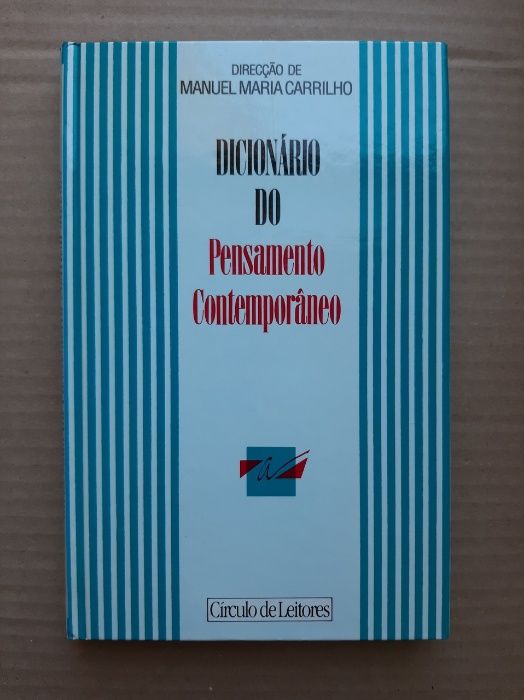 DIRECÇÃO DE
MANUEL MARIA CARRILHO
DICIONÁRIO
DO
Pensamento
Contemporâneo
a
Círculo de Leitores